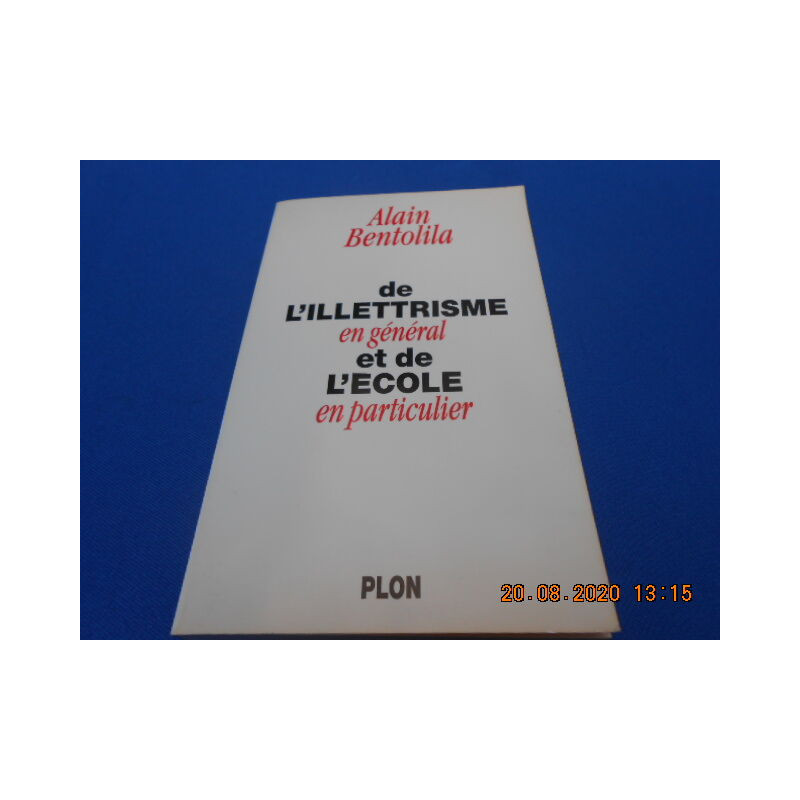 Alain
Bentolila
de
L'ILLETTRISME
en général
et de
L'ECOLE
en particulier
PLON
20.08.2020 13:15